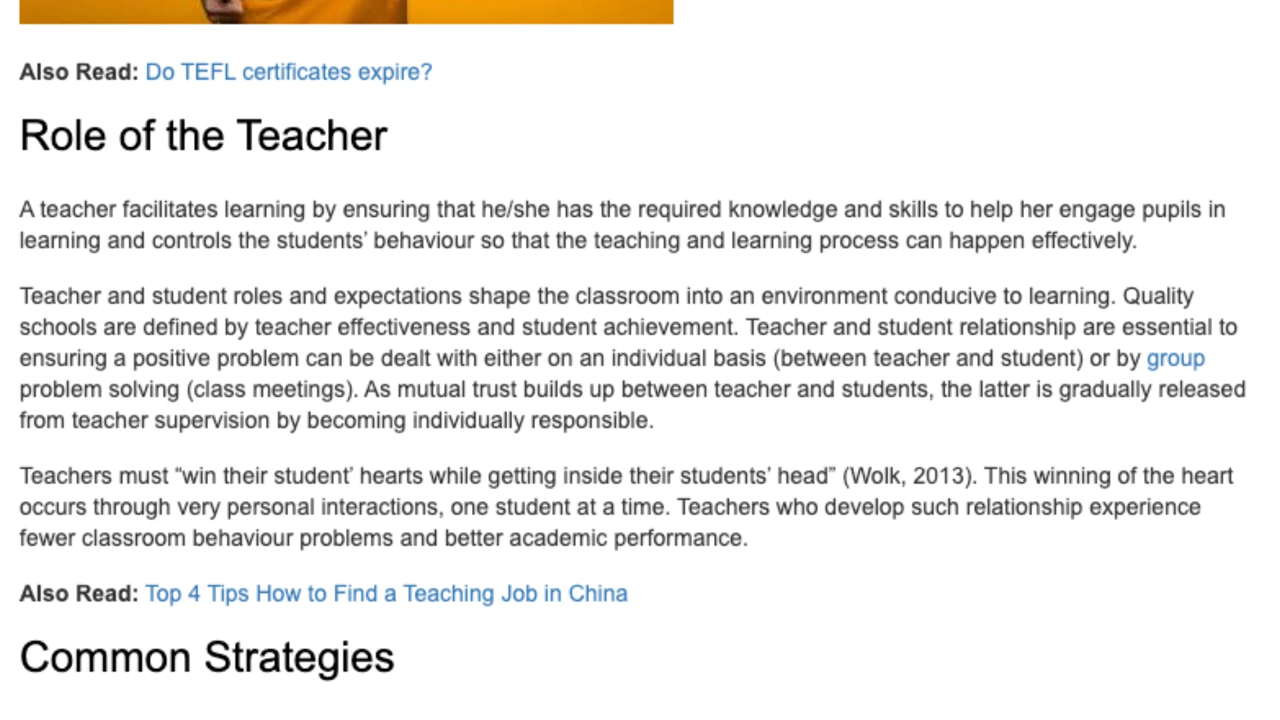 Also Read: Do TEFL certificates expire?
Role of the Teacher
A teacher facilitates learning by ensuring that he/she has the required knowledge and skills to help her engage pupils in
learning and controls the students’ behaviour so that the teaching and learning process can happen effectively.
Teacher and student roles and expectations shape the classroom into an environment conducive to learning. Quality
schools are defined by teacher effectiveness and student achievement. Teacher and student relationship are essential to
ensuring a positive problem can be dealt with either on an individual basis (between teacher and student) or by group
problem solving (class meetings). As mutual trust builds up between teacher and students, the latter is gradually released
from teacher supervision by becoming individually responsible.
Teachers must “win their student’ hearts while getting inside their students’ head” (Wolk, 2013). This winning of the heart
occurs through very personal interactions, one student at a time. Teachers who develop such relationship experience
fewer classroom behaviour problems and better academic performance.
Also Read: Top 4 Tips How to Find a Teaching Job in China
Common Strategies